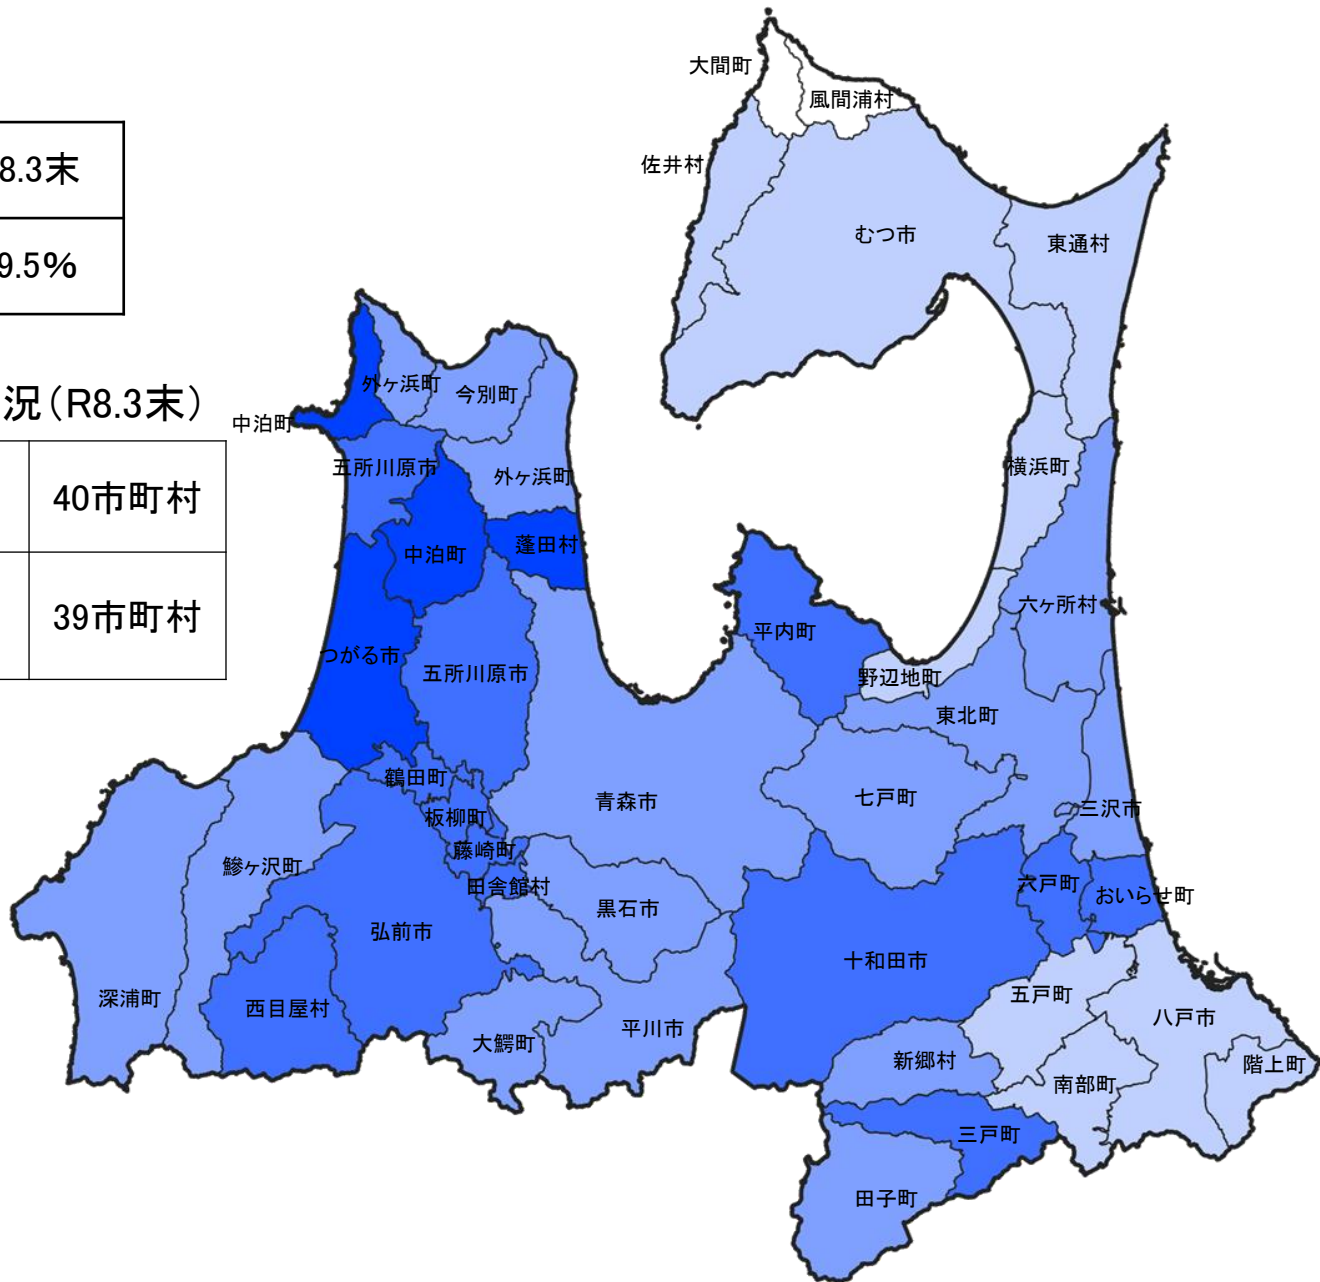 8.3末
9.5%
況（R8.3末）
40市町村
39市町村
大間町
風間浦村
佐井村
むつ市
東通村
外ヶ浜町
今別町
中泊町
五所川原市
外ヶ浜町
横浜町
中泊町
蓬田村
六ヶ所村
平内町
つがる市
五所川原市
野辺地町
東北町
鶴田町
青森市
七戸町
三沢市
板柳町
藤崎町
鰺ヶ沢町
田舎館村
六戸町
おいらせ町
黒石市
弘前市
十和田市
深浦町
西目屋村
五戸町
八戸市
平川市
大鰐町
新郷村
階上町
南部町
三戸町
田子町